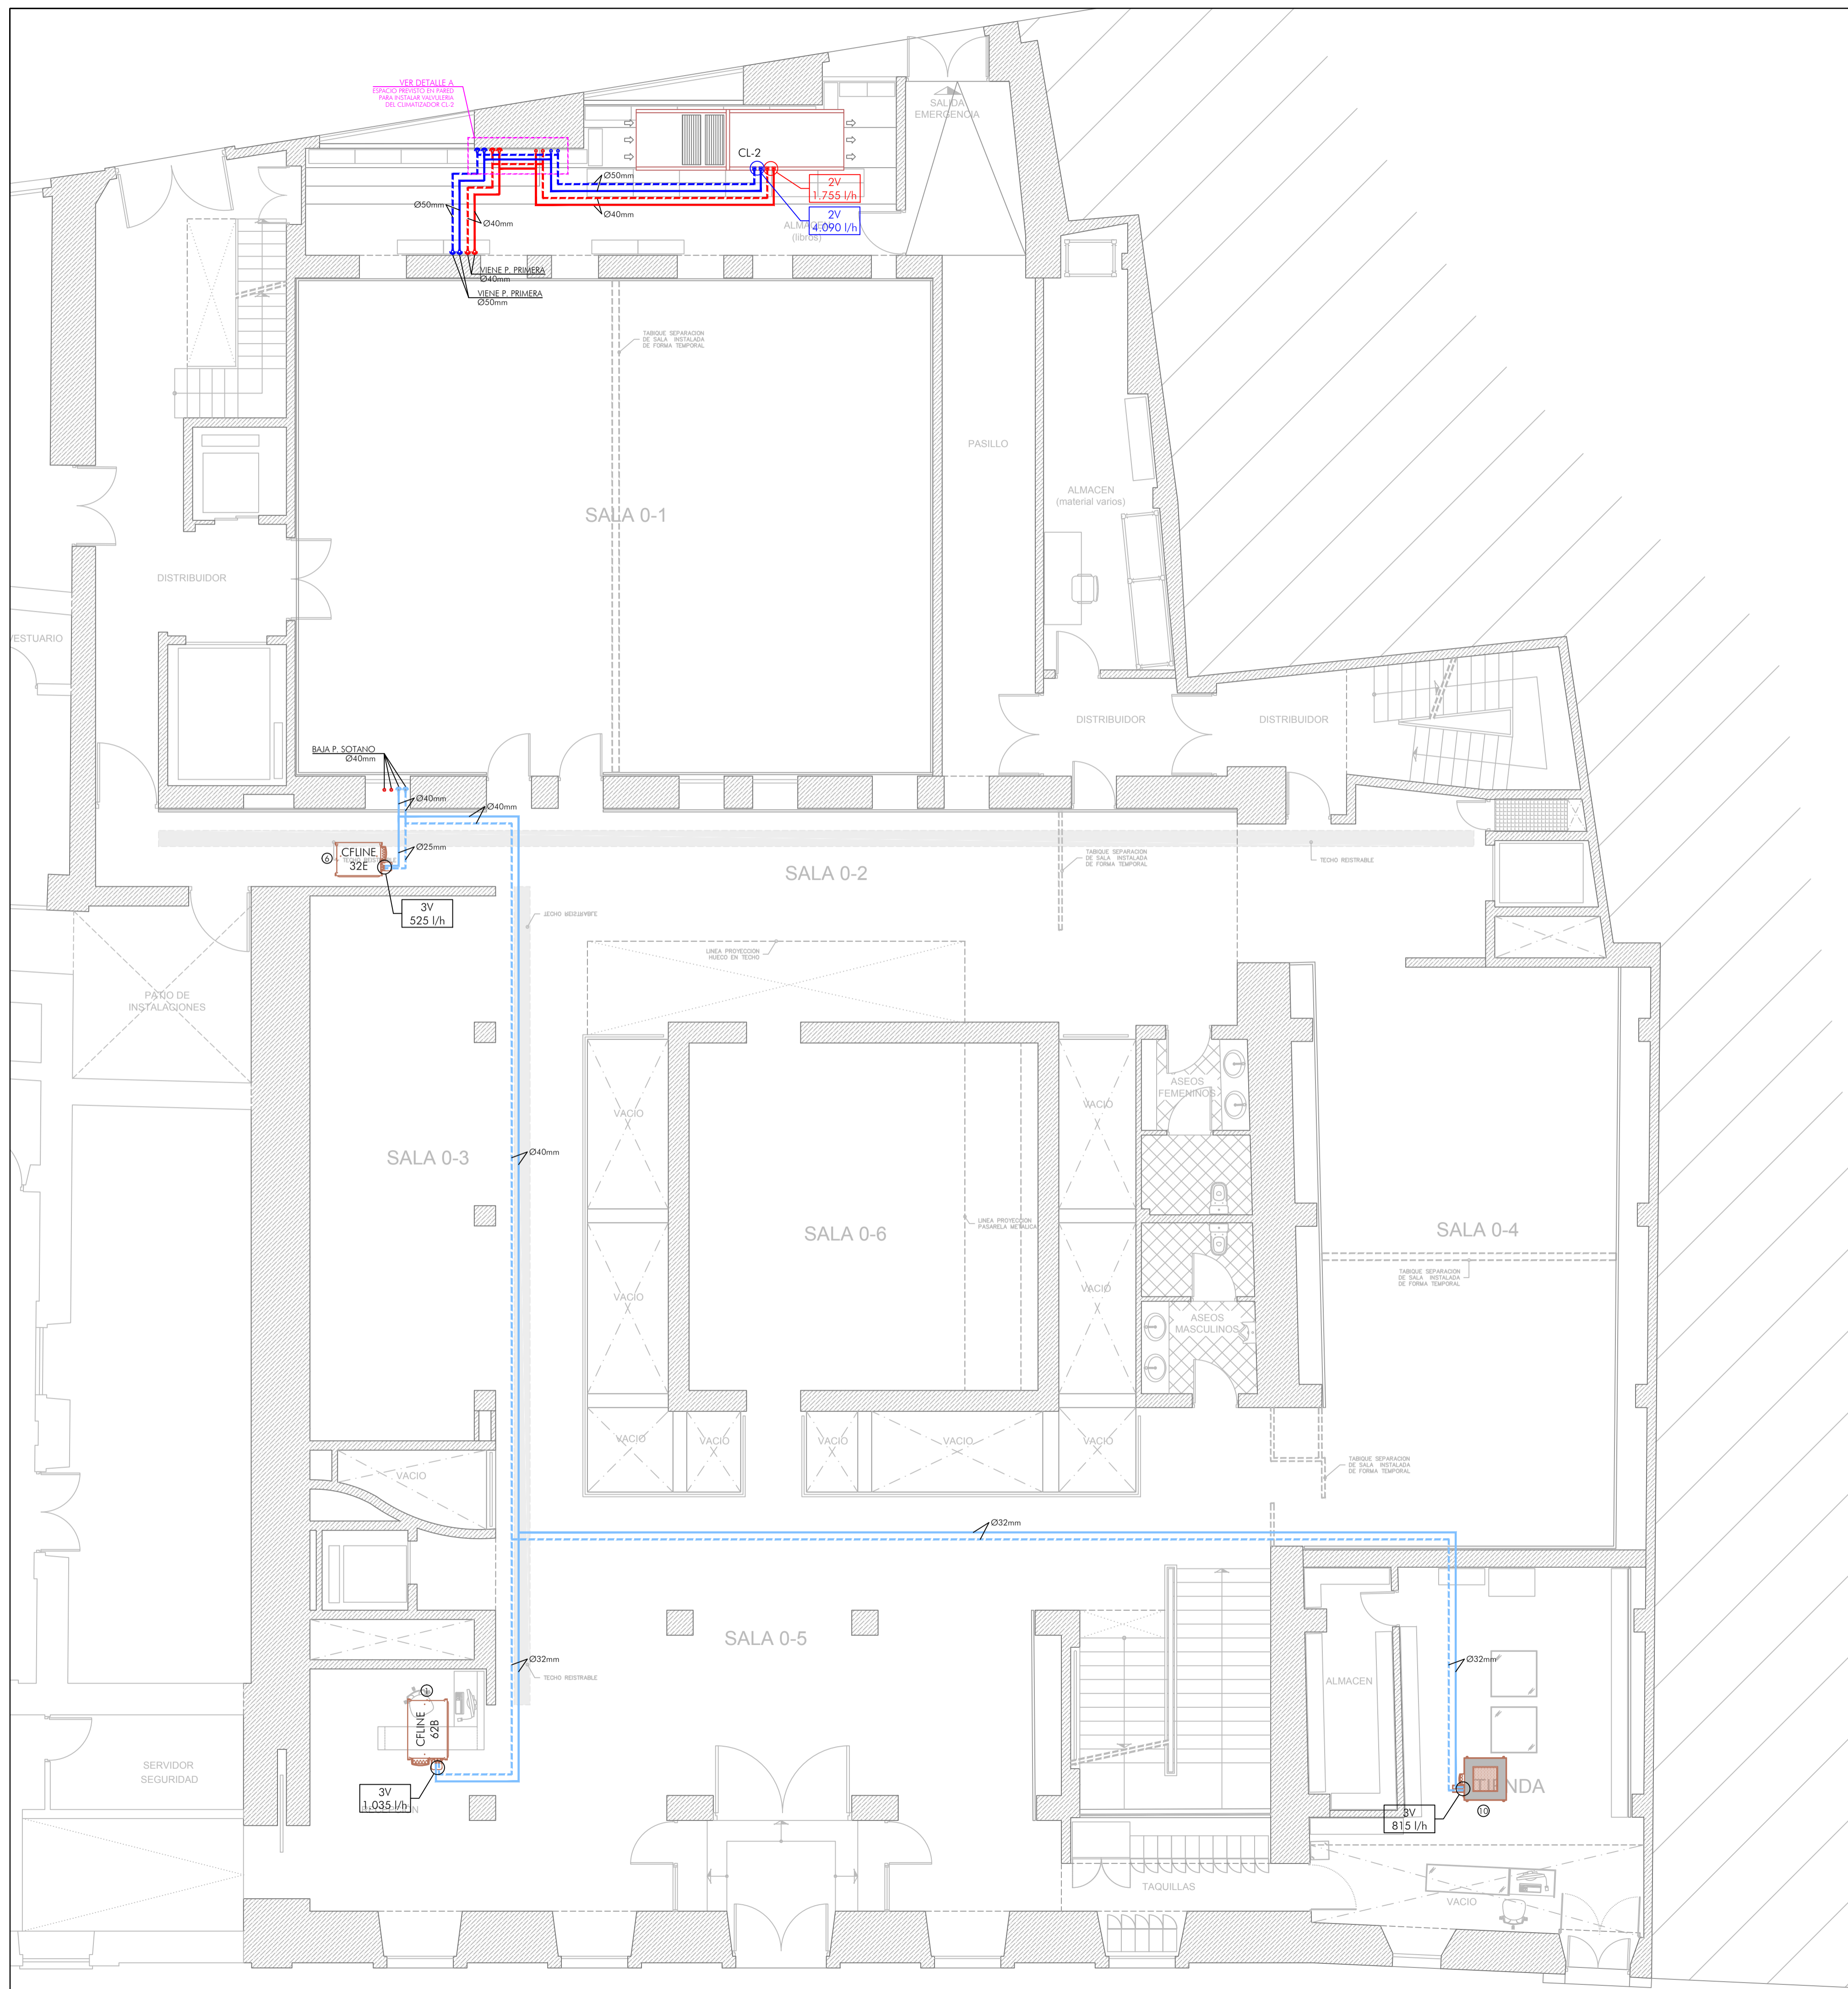 VER DETALLE A
ESPACIO PREVISTO EN PARED
PARA INSTALAR VALVULERIA
DEL CLIMATIZADOR CL-2
SALIDA
EMERGENCIA
CL-2
Ø50mm
2V
1.755 l/h
Ø50mm
Ø40mm
2V
4.090 l/h
Ø40mm
ALMACEN
(libros)
VIENE P. PRIMERA
Ø40mm
VIENE P. PRIMERA
Ø50mm
TABIQUE SEPARACION
DE SALA INSTALADA
DE FORMA TEMPORAL
PASILLO
ALMACEN
(material varios)
SALA 0-1
DISTRIBUIDOR
VESTUARIO
DISTRIBUIDOR
DISTRIBUIDOR
BAJA P. SOTANO
Ø40mm
Ø40mm
Ø40mm
Ø25mm
CFLINE
32E
6
TECHO REISTRABLE
3V
525 l/h
SALA 0-2
TABIQUE SEPARACION
DE SALA INSTALADA
DE FORMA TEMPORAL
TECHO REISTRABLE
TECHO REISTRABLE
LINEA PROYECCION
HUECO EN TECHO
PATIO DE
INSTALACIONES
ASEOS
FEMENINOS
VACIO
VACIO
Ø40mm
SALA 0-3
SALA 0-6
LINEA PROYECCION
PASARELA METALICA
SALA 0-4
TABIQUE SEPARACION
DE SALA INSTALADA
DE FORMA TEMPORAL
VACIO
VACIO
ASEOS
MASCULINOS
VACIO
VACIO
VACIO
VACIO
VACIO
VACIO
TABIQUE SEPARACION
DE SALA INSTALADA
DE FORMA TEMPORAL
Ø32mm
SALA 0-5
Ø32mm
TECHO REISTRABLE
Ø32mm
ALMACEN
1
CFLINE
62B
SERVIDOR
SEGURIDAD
3V
1.035 l/h
TIENDA
10
3V
815 l/h
TAQUILLAS
VACIO